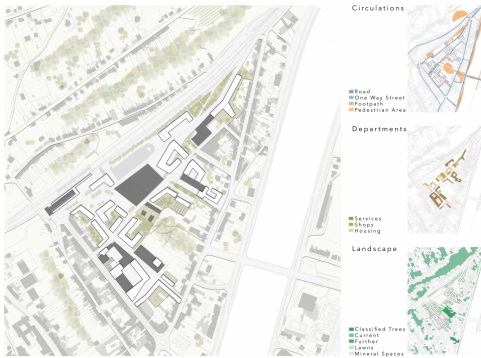 Circulations
Road
One Way Street
Footpath
Pedestrian Area
Departments
Services
Shops
Housing
Landscape
Classified Trees
Current
Farther
Lawns
Mineral Spaces